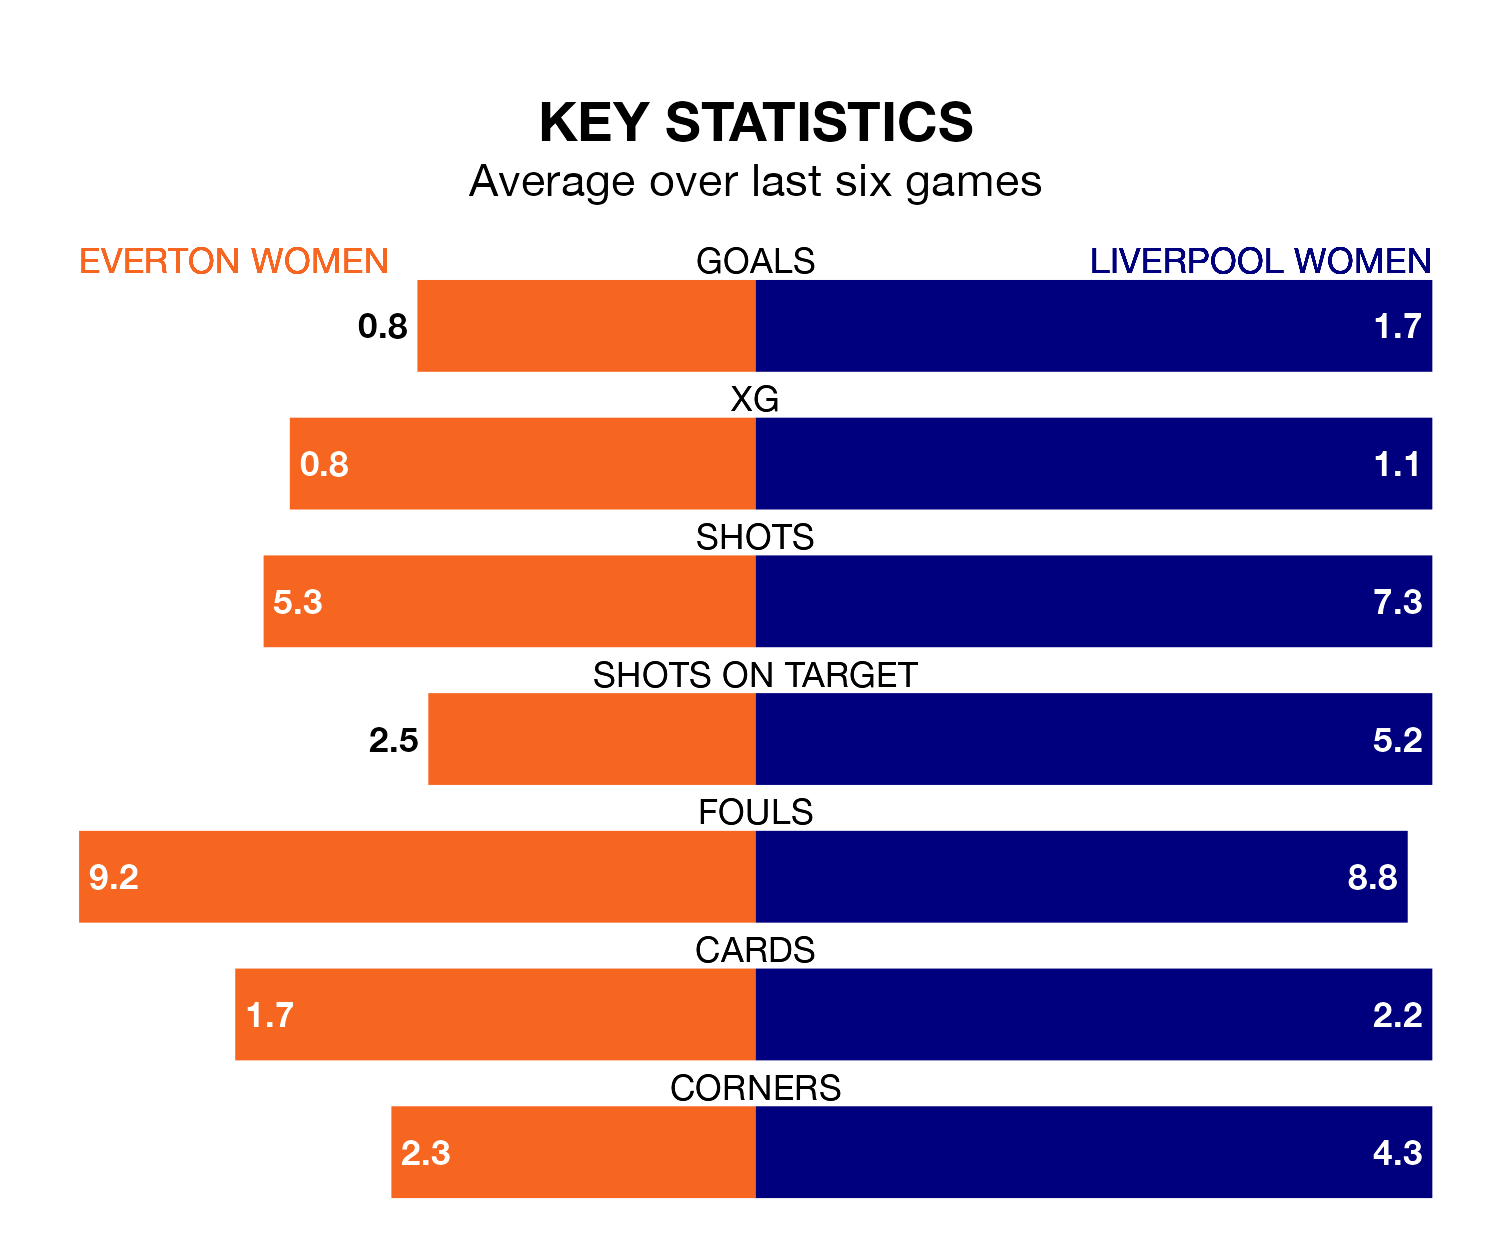 KEY STATISTICS
Average over last six games
EVERTON WOMEN GOALS LIVERPOOL WOMEN
0.8 1.7
XG
0.8 1.1
SHOTS
5.3 7.3
SHOTS ON TARGET
2.5 5.2
FOULS
9.2 8.8
CARDS
1.7 2.2
CORNERS
2.3 4.3